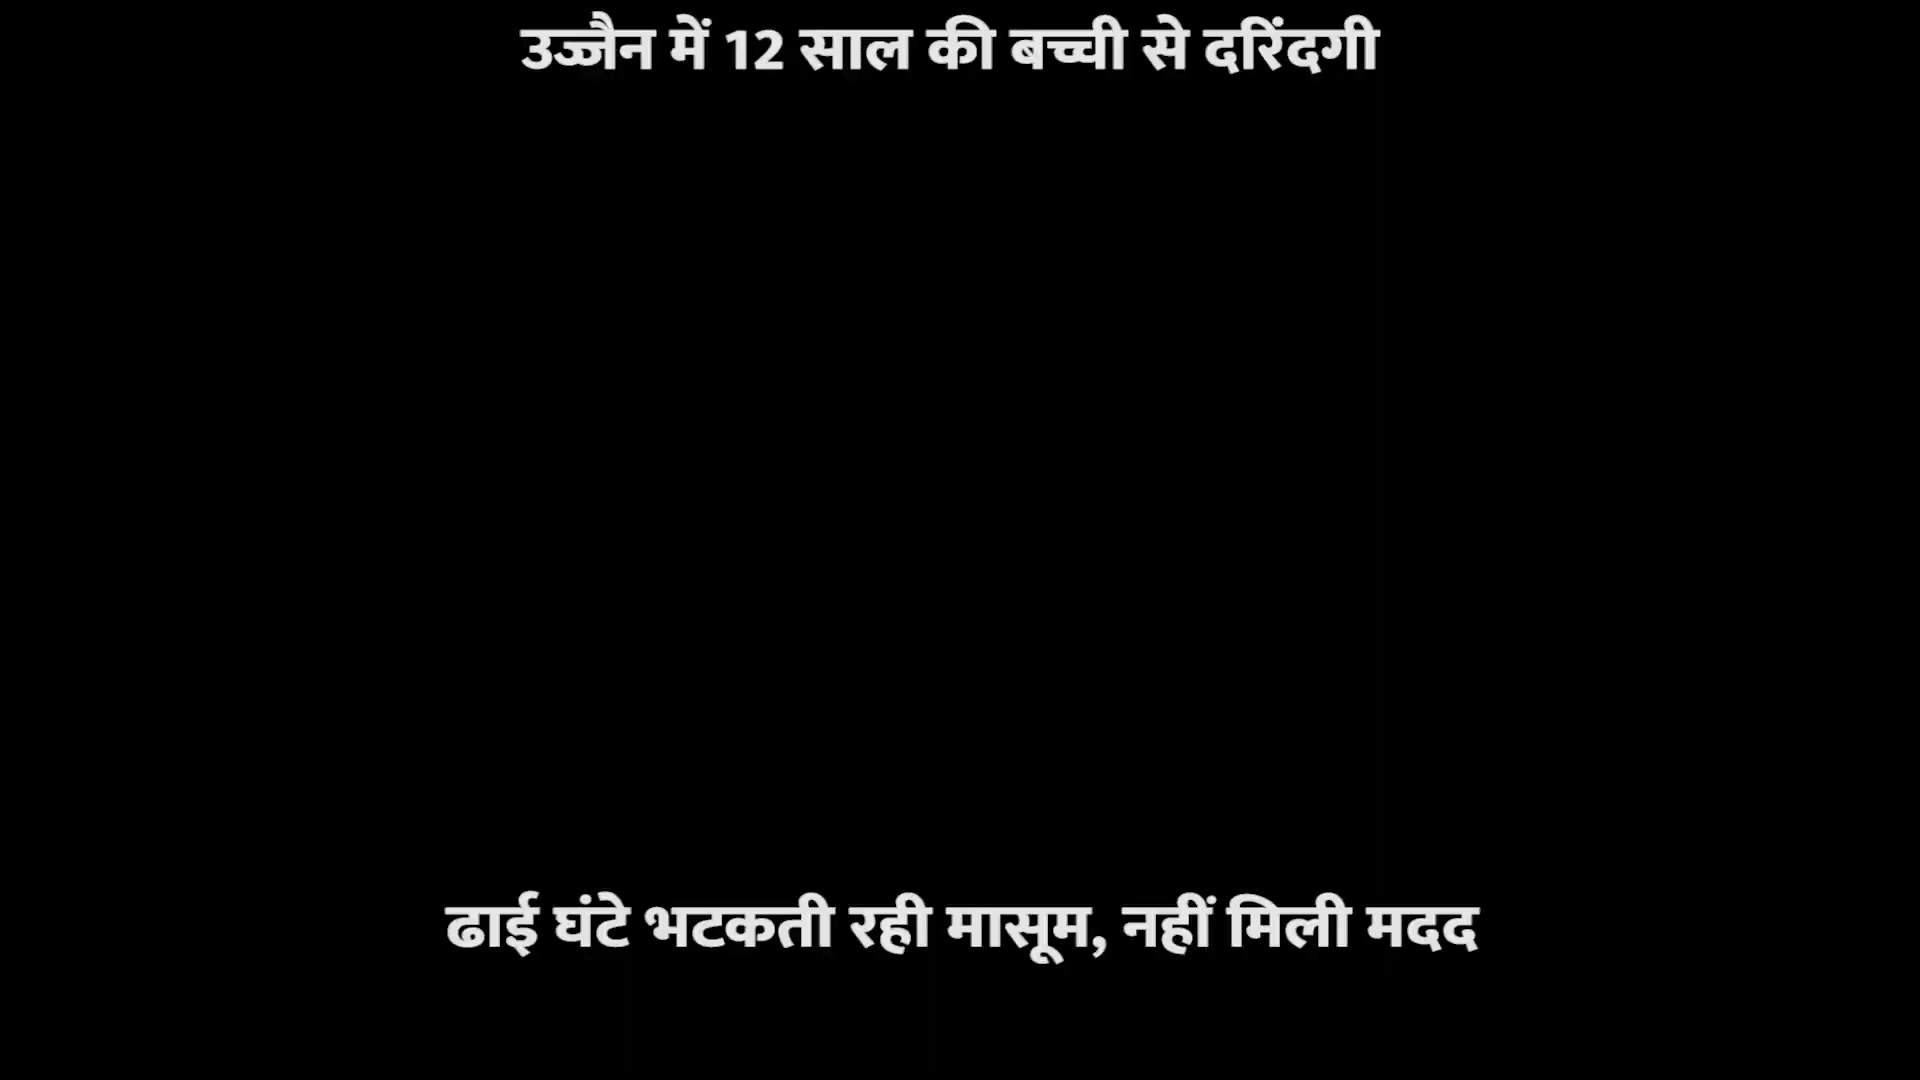 उज्जैन में 12 साल की बच्ची से दरिंदगी
ढाई घंटे भटकती रही मासूम, नहीं मिली मदद